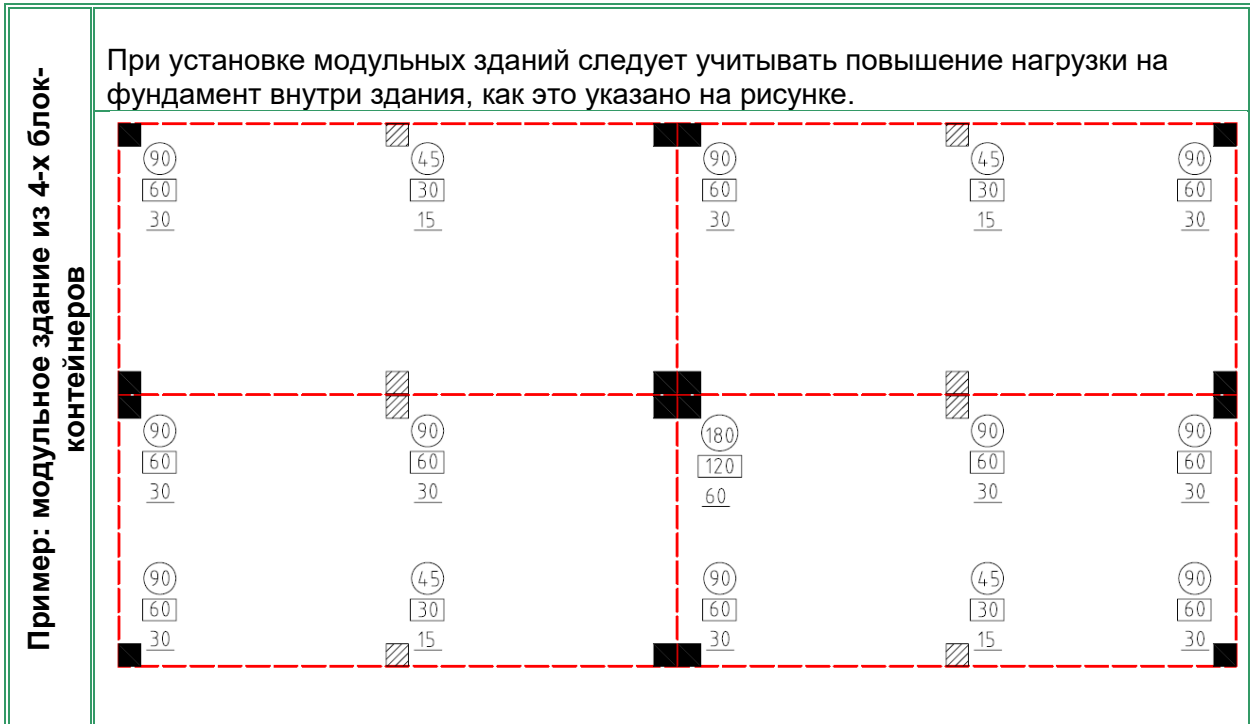 Пример: модульное здание из 4-х блок-
контейнеров
При установке модульных зданий следует учитывать повышение нагрузки на
фундамент внутри здания, как это указано на рисунке.
90 45 90 45 90
60 30 60 30 60
30 15 30 15 30
90 90 180 90 90
60 60 120 60 60
30 30 60 30 30
90 45 90 45 90
60 30 60 30 60
30 15 30 15 30